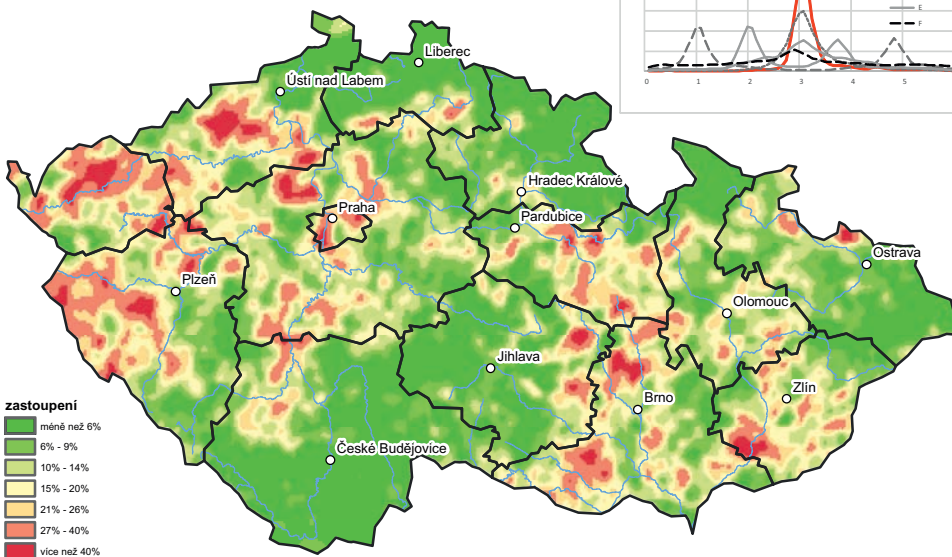 E
F
1
2
3
4
5
Liberec
Ústí nad Labem
Hradec Králové
Praha
Pardubice
Ostrava
Plzeň
Olomouc
Jihlava
Zlín
Brno
České Budějovice
zastoupení
méně než 6%
6% - 9%
10% - 14%
15% - 20%
21% - 26%
27% - 40%
více než 40%